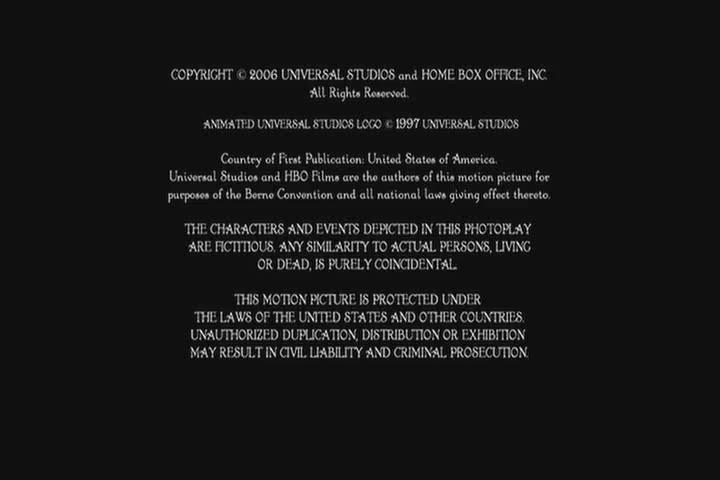 COPYRIGHT © 2006 UNIVERSAL STUDIOS and HOME BOX OFFICE, INC.
All Rights Reserved.
ANIMATED UNIVERSAL STUDIOS LOGO © 1997 UNIVERSAL STUDIOS
Country of First Publication: United States of America.
Universal Studios and HBO Films are the authors of this motion picture for
purposes of the Berne Convention and all national laws giving effect thereto.
THE CHARACTERS AND EVENTS DEPICTED IN THIS PHOTOPLAY
ARE FICTITIOUS. ANY SIMILARITY TO ACTUAL PERSONS, LIVING
OR DEAD, IS PURELY COINCIDENTAL.
THIS MOTION PICTURE IS PROTECTED UNDER
THE LAWS OF THE UNITED STATES AND OTHER COUNTRIES.
UNAUTHORIZED DUPLICATION, DISTRIBUTION OR EXHIBITION
MAY RESULT IN CIVIL LIABILITY AND CRIMINAL PROSECUTION.